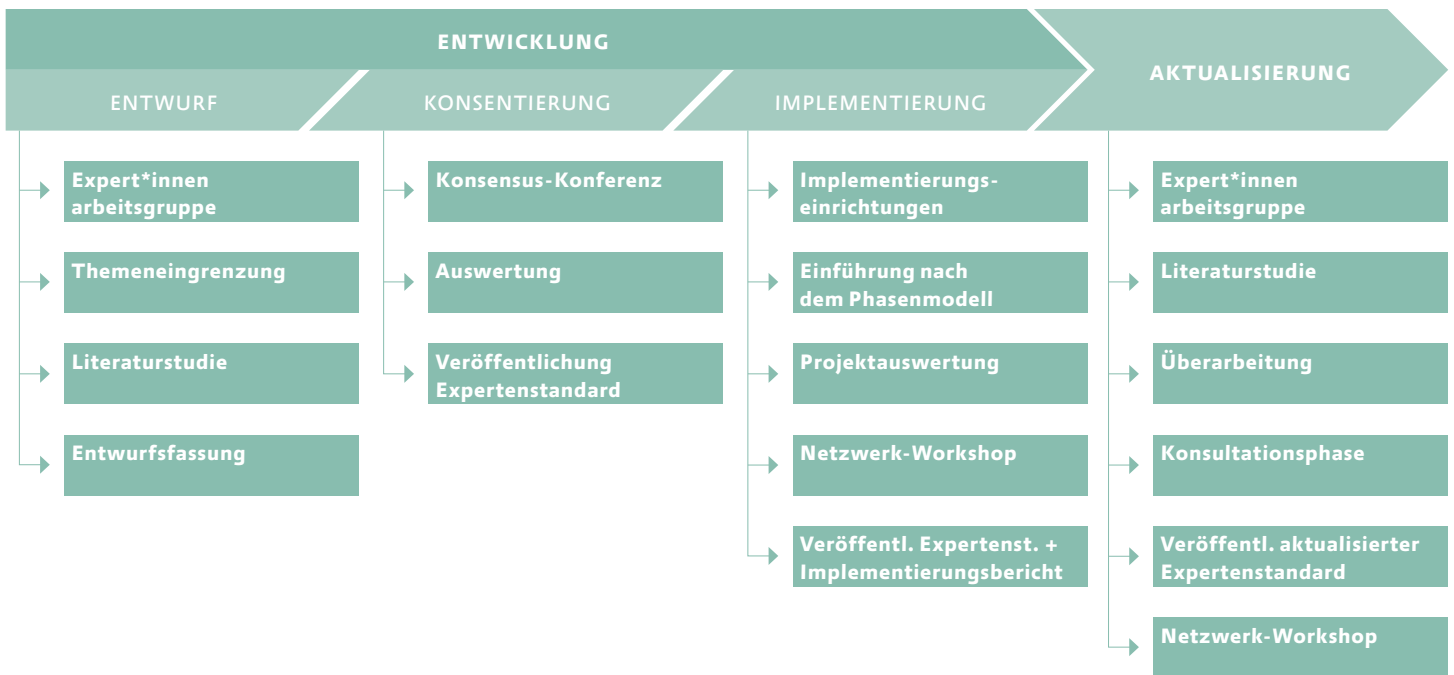 ENTWICKLUNG
AKTUALISIERUNG
ENTWURF
KONSENTIERUNG
IMPLEMENTIERUNG
Expert*innen
arbeitsgruppe
Themeneingrenzung
Literaturstudie
Entwurfsfassung
Konsensus-Konferenz
Auswertung
Veröffentlichung
Expertenstandard
Implementierungs-
einrichtungen
Einführung nach
dem Phasenmodell
Projektauswertung
Netzwerk-Workshop
Veröffentl. Expertenst. +
Implementierungsbericht
Expert*innen
arbeitsgruppe
Literaturstudie
Überarbeitung
Konsultationsphase
Veröffentl. aktualisierter
Expertenstandard
Netzwerk-Workshop